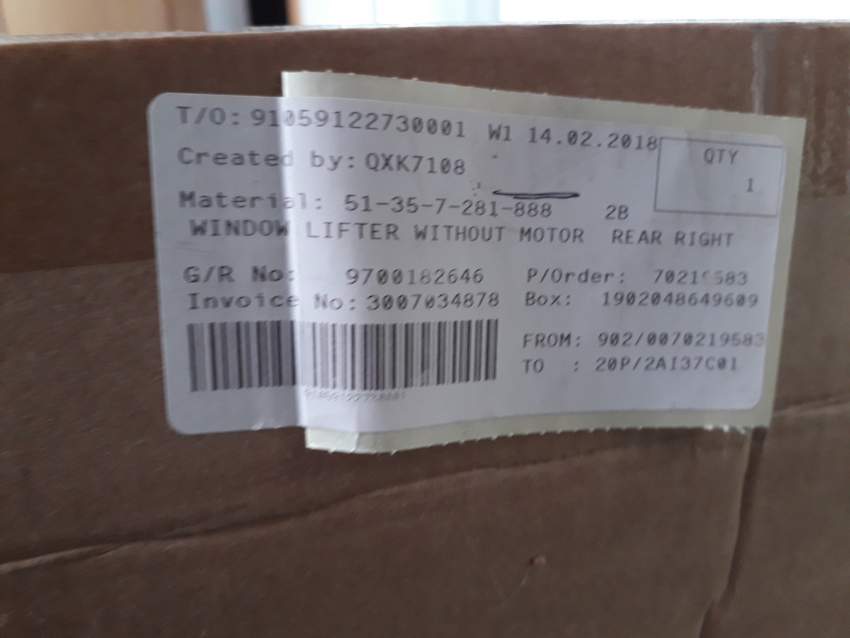 T/O: 91059122730001 W1 14.02.2018
QTY
1
Created by: QXK7108
Material: 51-35-7-281-888 2B
WINDOW LIFTER WITHOUT MOTOR REAR RIGHT
G/R No: 9700182646 P/Order:
Invoice No: 3007034878 Box: 1902048649609
FROM: 902/0070219583
TO : 20P/2AI37C01